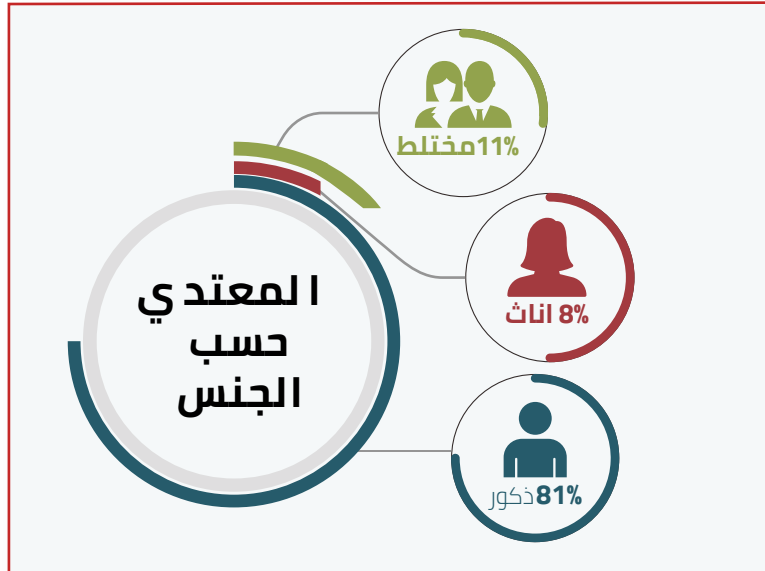 11%مختلط
8% اناث
المعتدي
حسب
الجنس
81%ذكور